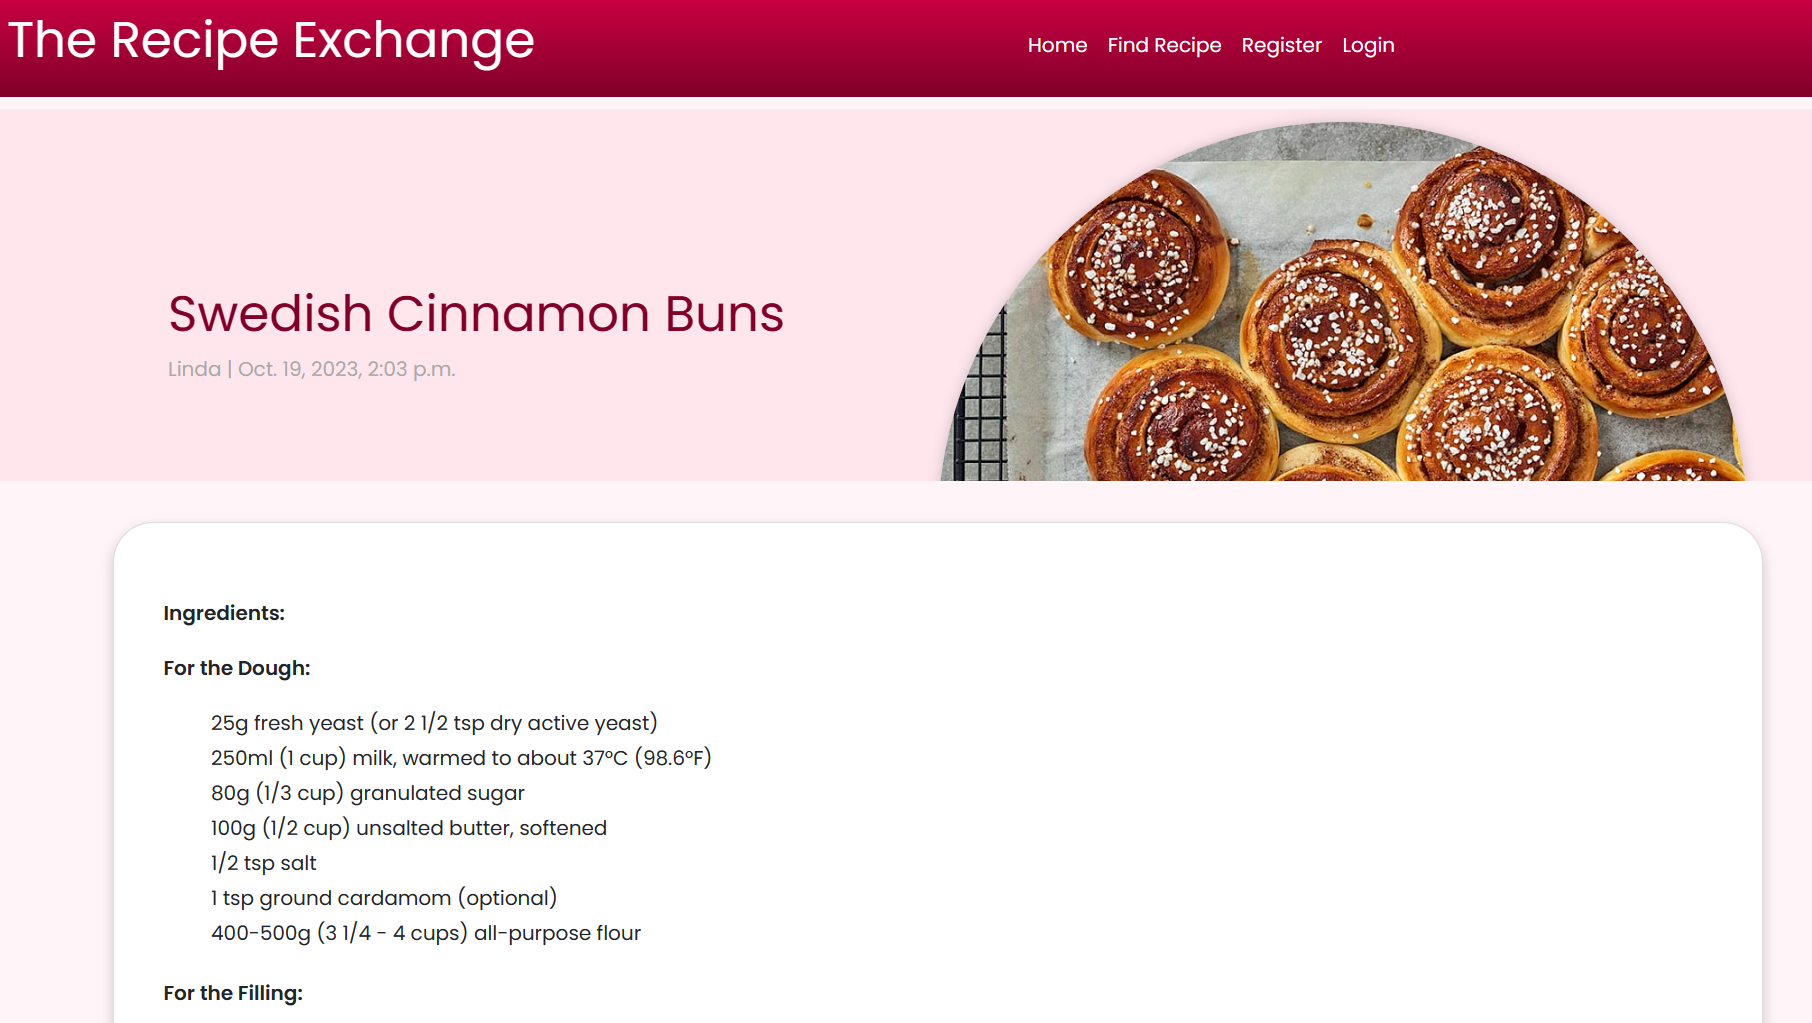 The Recipe Exchange
Home Find Recipe Register Login
Swedish Cinnamon Buns
Linda | Oct. 19, 2023, 2:03 p.m.
Ingredients:
For the Dough:
25g fresh yeast (or 2 1/2 tsp dry active yeast)
250ml (1 cup) milk, warmed to about 37°C (98.6°F)
80g (1/3 cup) granulated sugar
100g (1/2 cup) unsalted butter, softened
1/2 tsp salt
1 tsp ground cardamom (optional)
400-500g (3 1/4 - 4 cups) all-purpose flour
For the Filling: